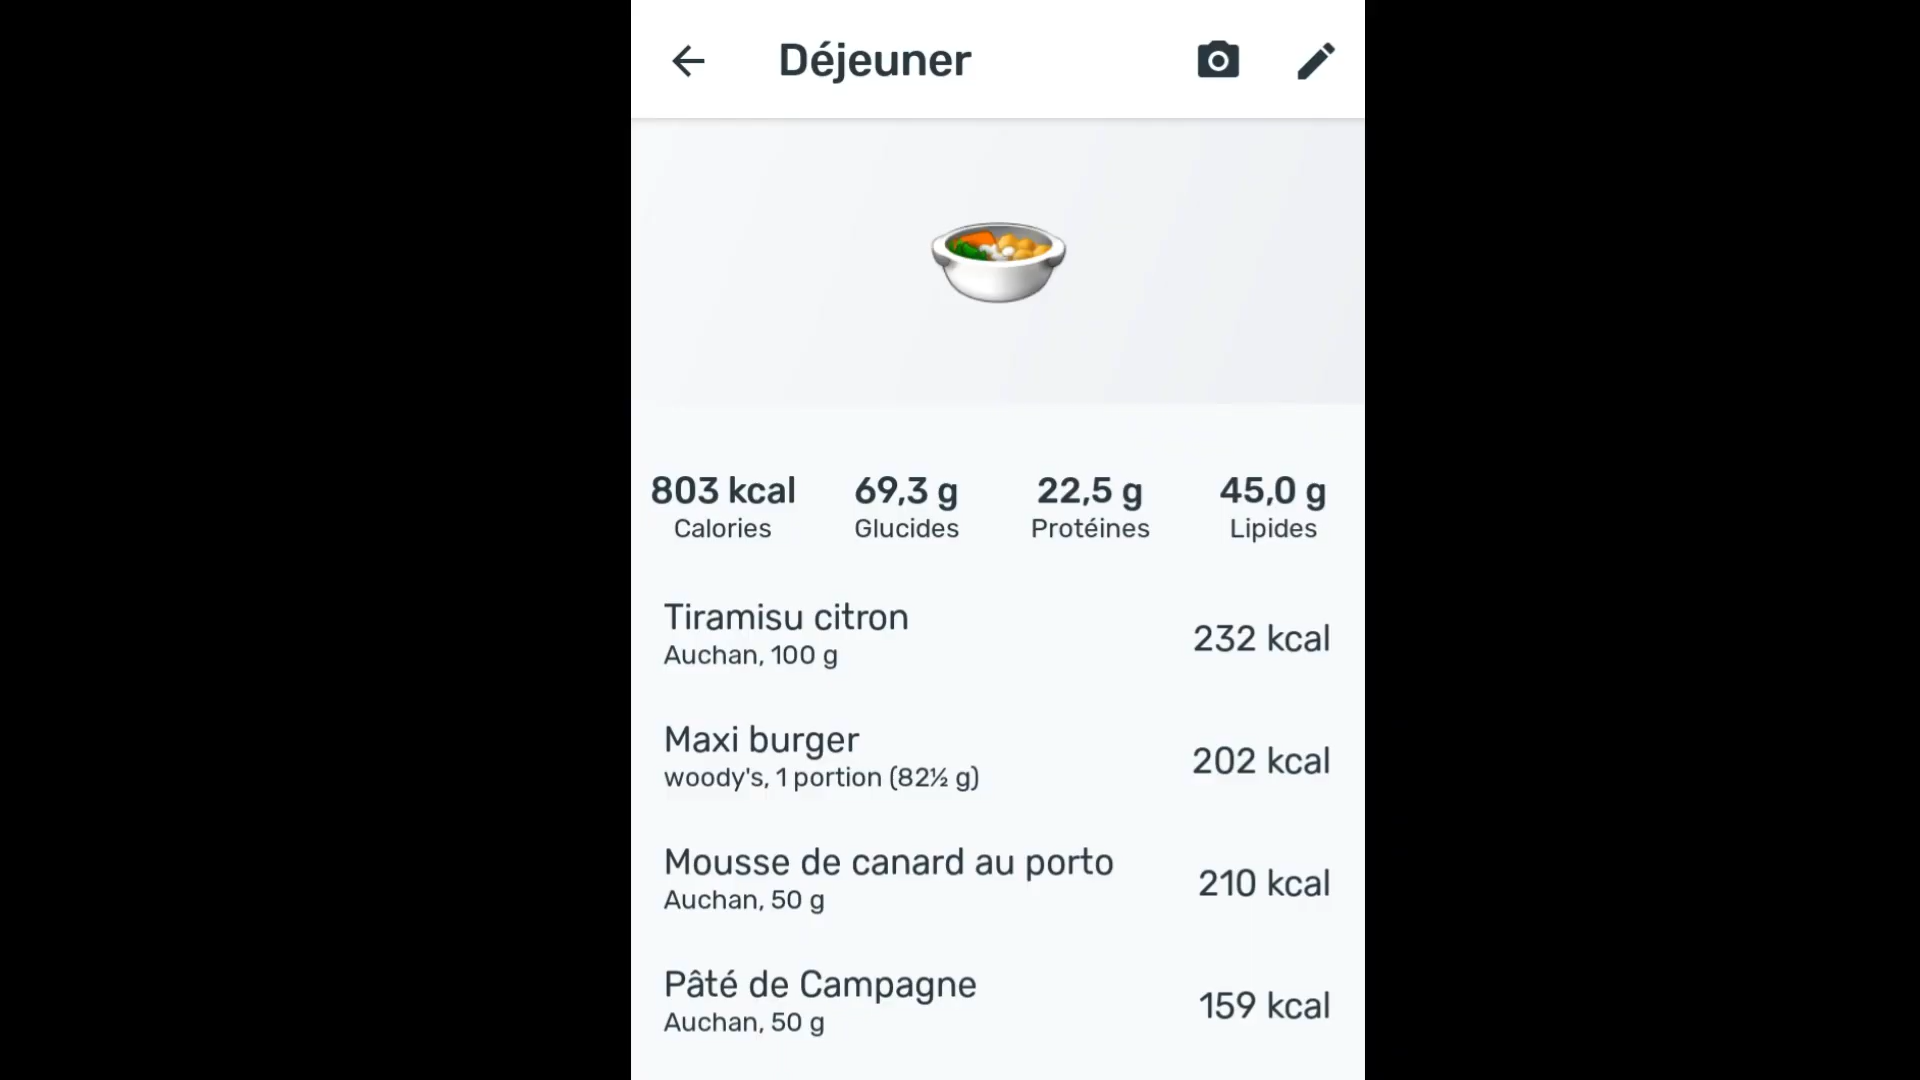 Déjeuner
803 kcal 69,3 g 22,5 g 45,0 g
Calories Glucides Protéines Lipides
Tiramisu citron
Auchan, 100 g
232 kcal
Maxi burger
woody's, 1 portion (82½ g)
202 kcal
Mousse de canard au porto
Auchan, 50 g
210 kcal
Pâté de Campagne
Auchan, 50 g
159 kcal